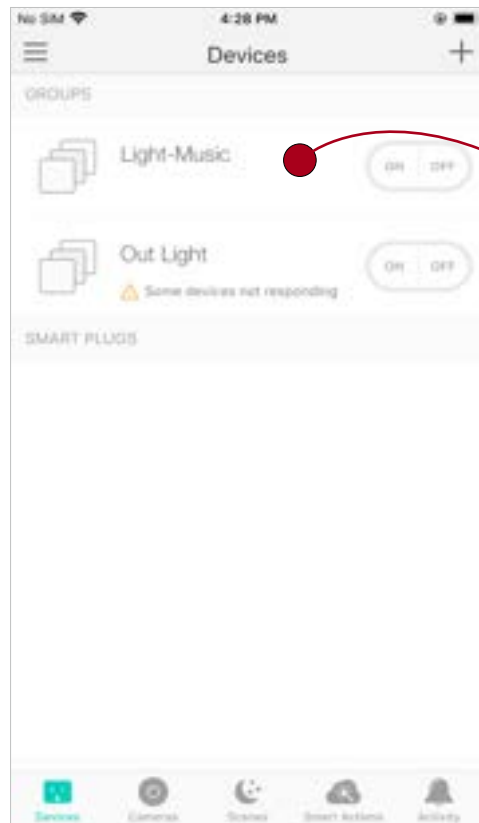 No SIM 4:28 PM
Devices
GROUPS
Light-Music
ON OFF
Out Light
ON OFF
Some devices not responding
SMART PLUGS
Devices Cameras Scenes Smart Actions Activity